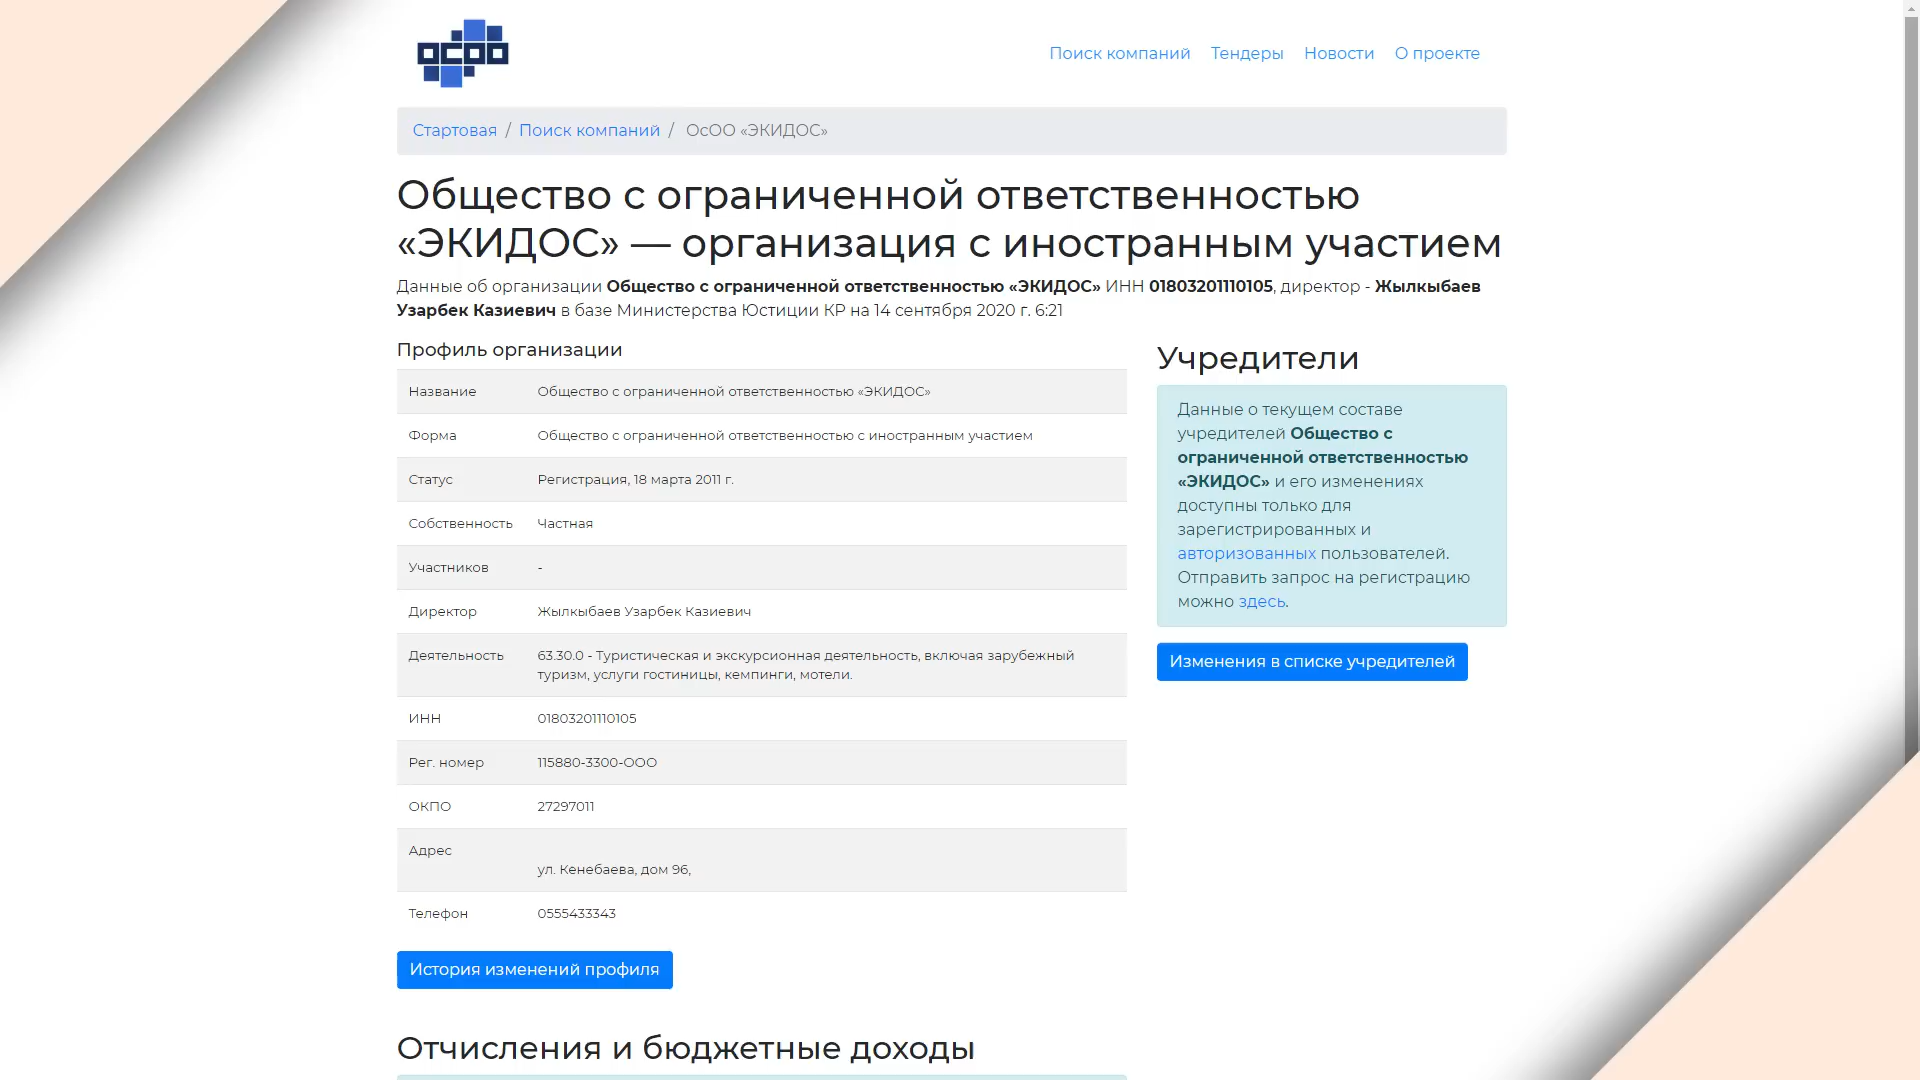 осоо
Поиск компаний Тендеры Новости О проекте
Стартовая / Поиск компаний / ОсОО «ЭКИДОС»
Общество с ограниченной ответственностью
«ЭКИДОС» — организация с иностранным участием
Данные об организации Общество с ограниченной ответственностью «ЭКИДОС» ИНН 01803201110105, директор - Жылкыбаев
Узарбек Казиевич в базе Министерства Юстиции КР на 14 сентября 2020 г. 6:21
Профиль организации
Название Общество с ограниченной ответственностью «ЭКИДОС»
Форма Общество с ограниченной ответственностью с иностранным участием
Статус Регистрация, 18 марта 2011 г.
Собственность Частная
Участников -
Директор Жылкыбаев Узарбек Казиевич
Деятельность 63.30.0 - Туристическая и экскурсионная деятельность, включая зарубежный
туризм, услуги гостиницы, кемпинги, мотели.
ИНН 01803201110105
Рег. номер 115880-3300-ООО
ОКПО 27297011
Адрес
ул. Кенебаева, дом 96,
Телефон 0555433343
История изменений профиля
Учредители
Данные о текущем составе
учредителей Общество с
ограниченной ответственностью
«ЭКИДОС» и его изменениях
доступны только для
зарегистрированных и
авторизованных пользователей.
Отправить запрос на регистрацию
можно здесь.
Изменения в списке учредителей
Отчисления и бюджетные доходы